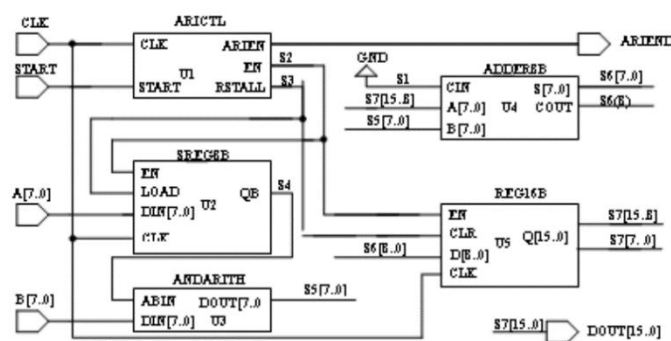 CLK
ARICTL
CLK
ARIEN
S2
EN
U1
START
START
RSTALL
S3
ARIEND
GND
S1
ADDER8B
CIN
S[7..0]
S6[7..0]
S7[15..8]
A[7..0]
U4
COUT
S6(8)
S5[7..0]
B[7..0]
SREG8B
EN
LOAD
QB
S4
A[7..0]
DIN[7..0]
U2
CLK
REG16B
EN
CLR
S7[15..8]
U5
Q[15..0]
S6[8..0]
D[8..0]
S7[7..0]
CLK
ANDARITH
ABIN
DOUT[7..0
S5[7..0]
B[7..0]
DIN[7..0]
U3
S7[15..0]
DOUT[15..0]